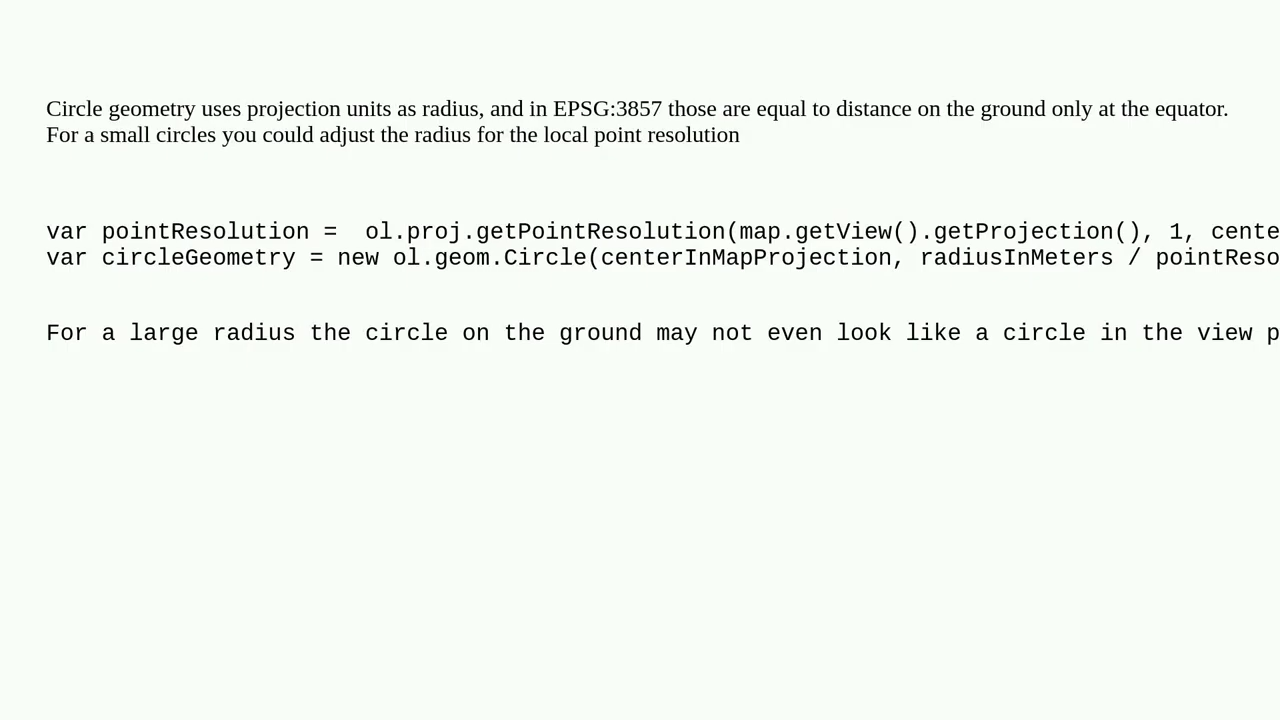 Circle geometry uses projection units as radius, and in EPSG:3857 those are equal to distance on the ground only at the equator.
For a small circles you could adjust the radius for the local point resolution
var pointResolution =  ol.proj.getPointResolution(map.getView().getProjection(), 1, cente
var circleGeometry = new ol.geom.Circle(centerInMapProjection, radiusInMeters / pointReso
For a large radius the circle on the ground may not even look like a circle in the view p